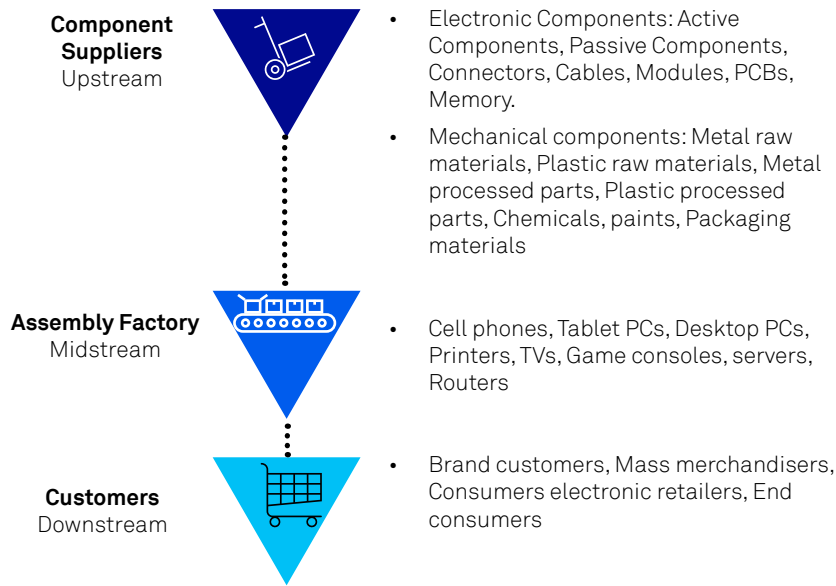 Component
Suppliers
Upstream
• Electronic Components: Active
Components, Passive Components,
Connectors, Cables, Modules, PCBs,
Memory.
• Mechanical components: Metal raw
materials, Plastic raw materials, Metal
processed parts, Plastic processed
parts, Chemicals, paints, Packaging
materials
Assembly Factory
Midstream
• Cell phones, Tablet PCs, Desktop PCs,
Printers, TVs, Game consoles, servers,
Routers
Customers
Downstream
• Brand customers, Mass merchandisers,
Consumers electronic retailers, End
consumers